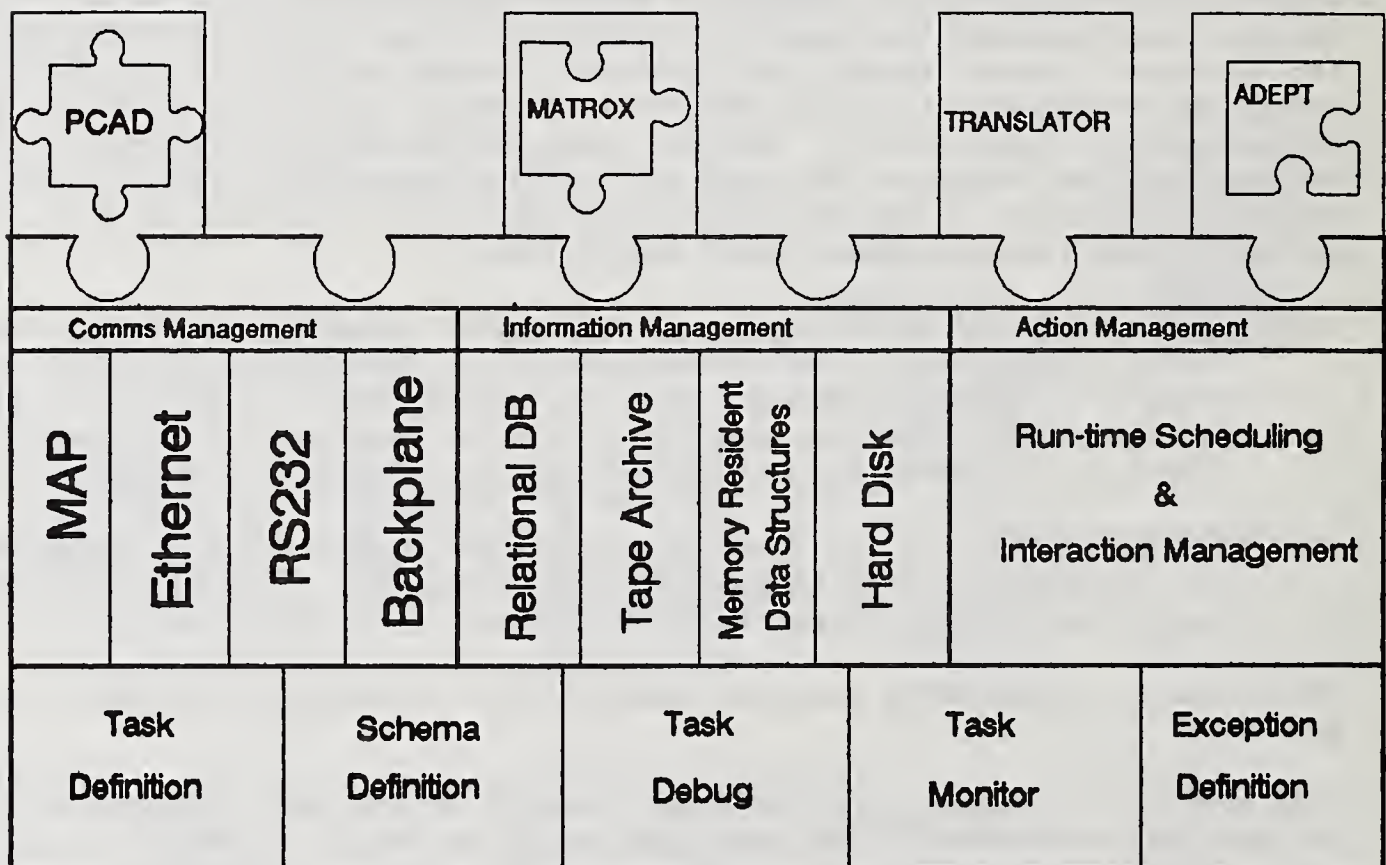 PCAD
MATROX
TRANSLATOR
ADEPT
Comms Management
Information Management
Action Management
MAP
Ethernet
RS232
Backplane
Relational DB
Tape Archive
Memory Resident
Data Structures
Hard Disk
Run-time Scheduling
&
Interaction Management
Task
Definition
Schema
Definition
Task
Debug
Task
Monitor
Exception
Definition